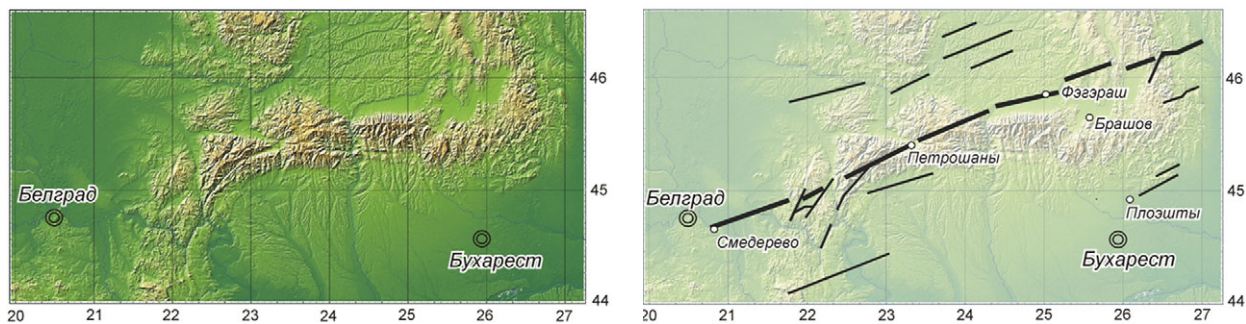 Белград
Бухарест
20 21 22 23 24 25 26 27
46
45
44
Фэгэраш
Брашов
Петрошаны
Белград
Смедерево
Плоэшты
Бухарест
20 21 22 23 24 25 26 27
46
45
44